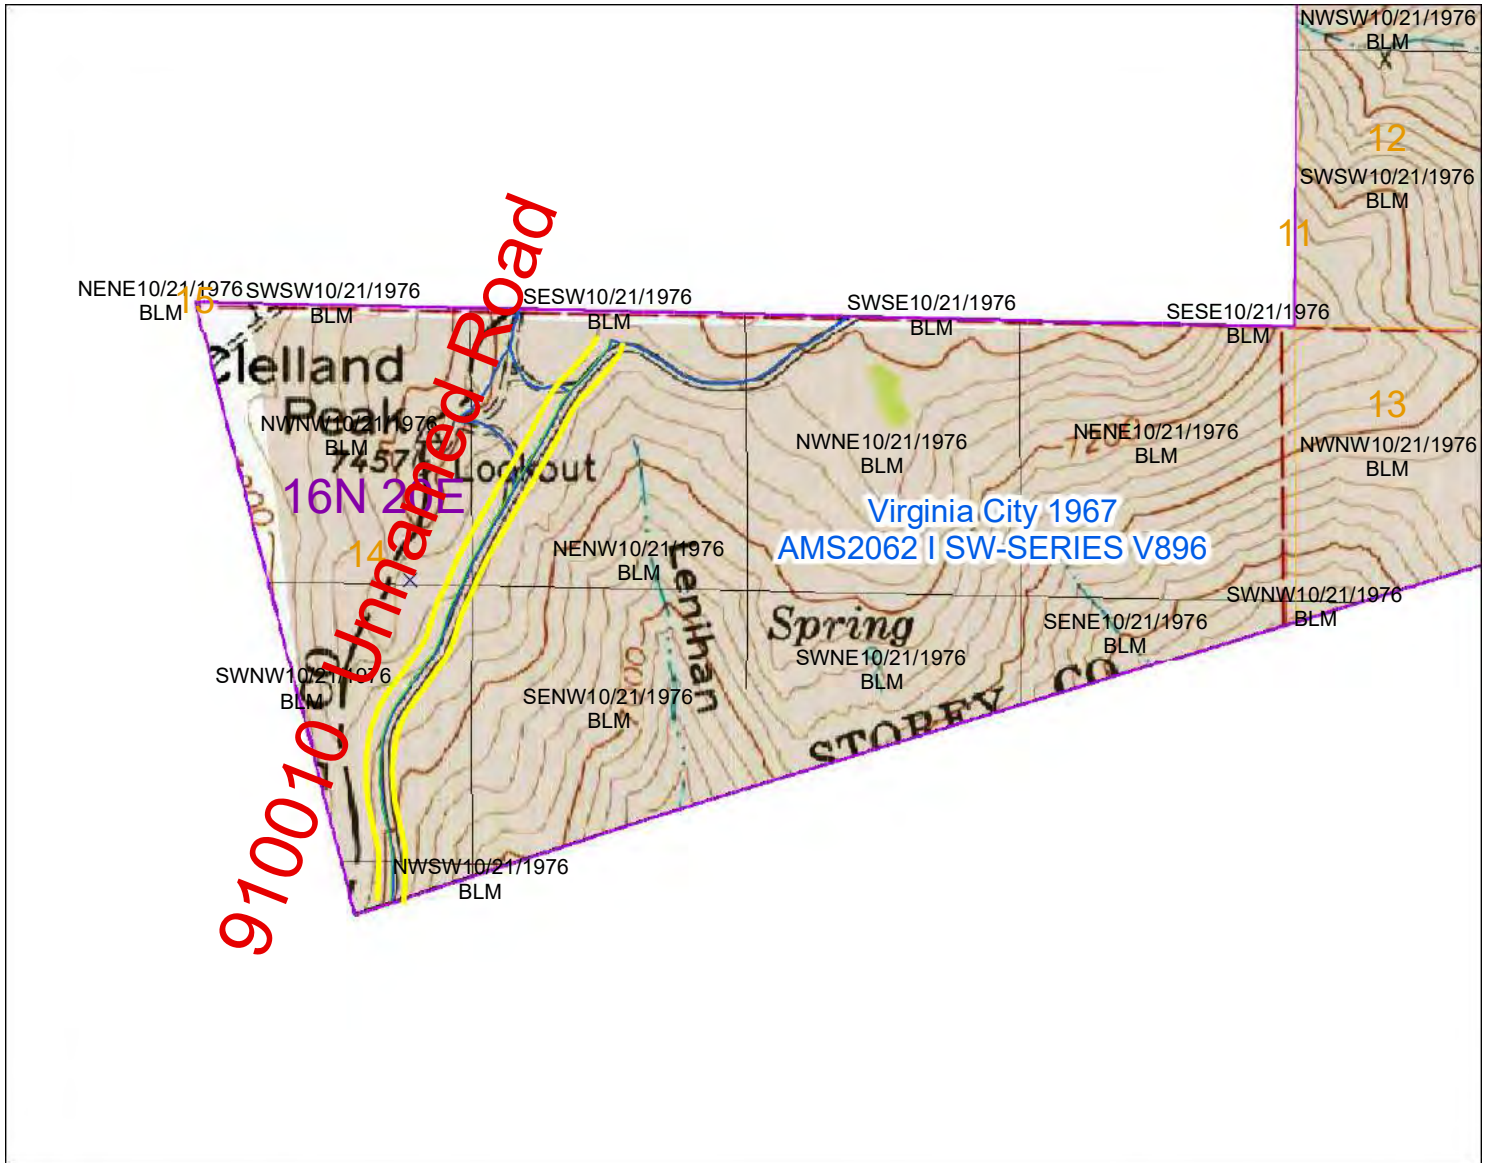 NWSW10/21/1976
BLM
12
SWSW10/21/1976
BLM
11
NENE10/21/1976
BLM
15
SWSW10/21/1976
BLM
SESW10/21/1976
BLM
SWSE10/21/1976
BLM
SESE10/21/1976
BLM
Clelland
Peak
7457
Lookout
NWNW10/21/1976
BLM
910010 Unnamed Road
16N 20E
14
13
NWNE10/21/1976
BLM
NENE10/21/1976
BLM
NWNW10/21/1976
BLM
Virginia City 1967
AMS2062 I SW-SERIES V896
NENW10/21/1976
BLM
Lenihan
Spring
SWNW10/21/1976
BLM
SENE10/21/1976
BLM
SWNE10/21/1976
BLM
SWNW10/21/1976
BLM
SENW10/21/1976
BLM
STOREY CO
NWSW10/21/1976
BLM